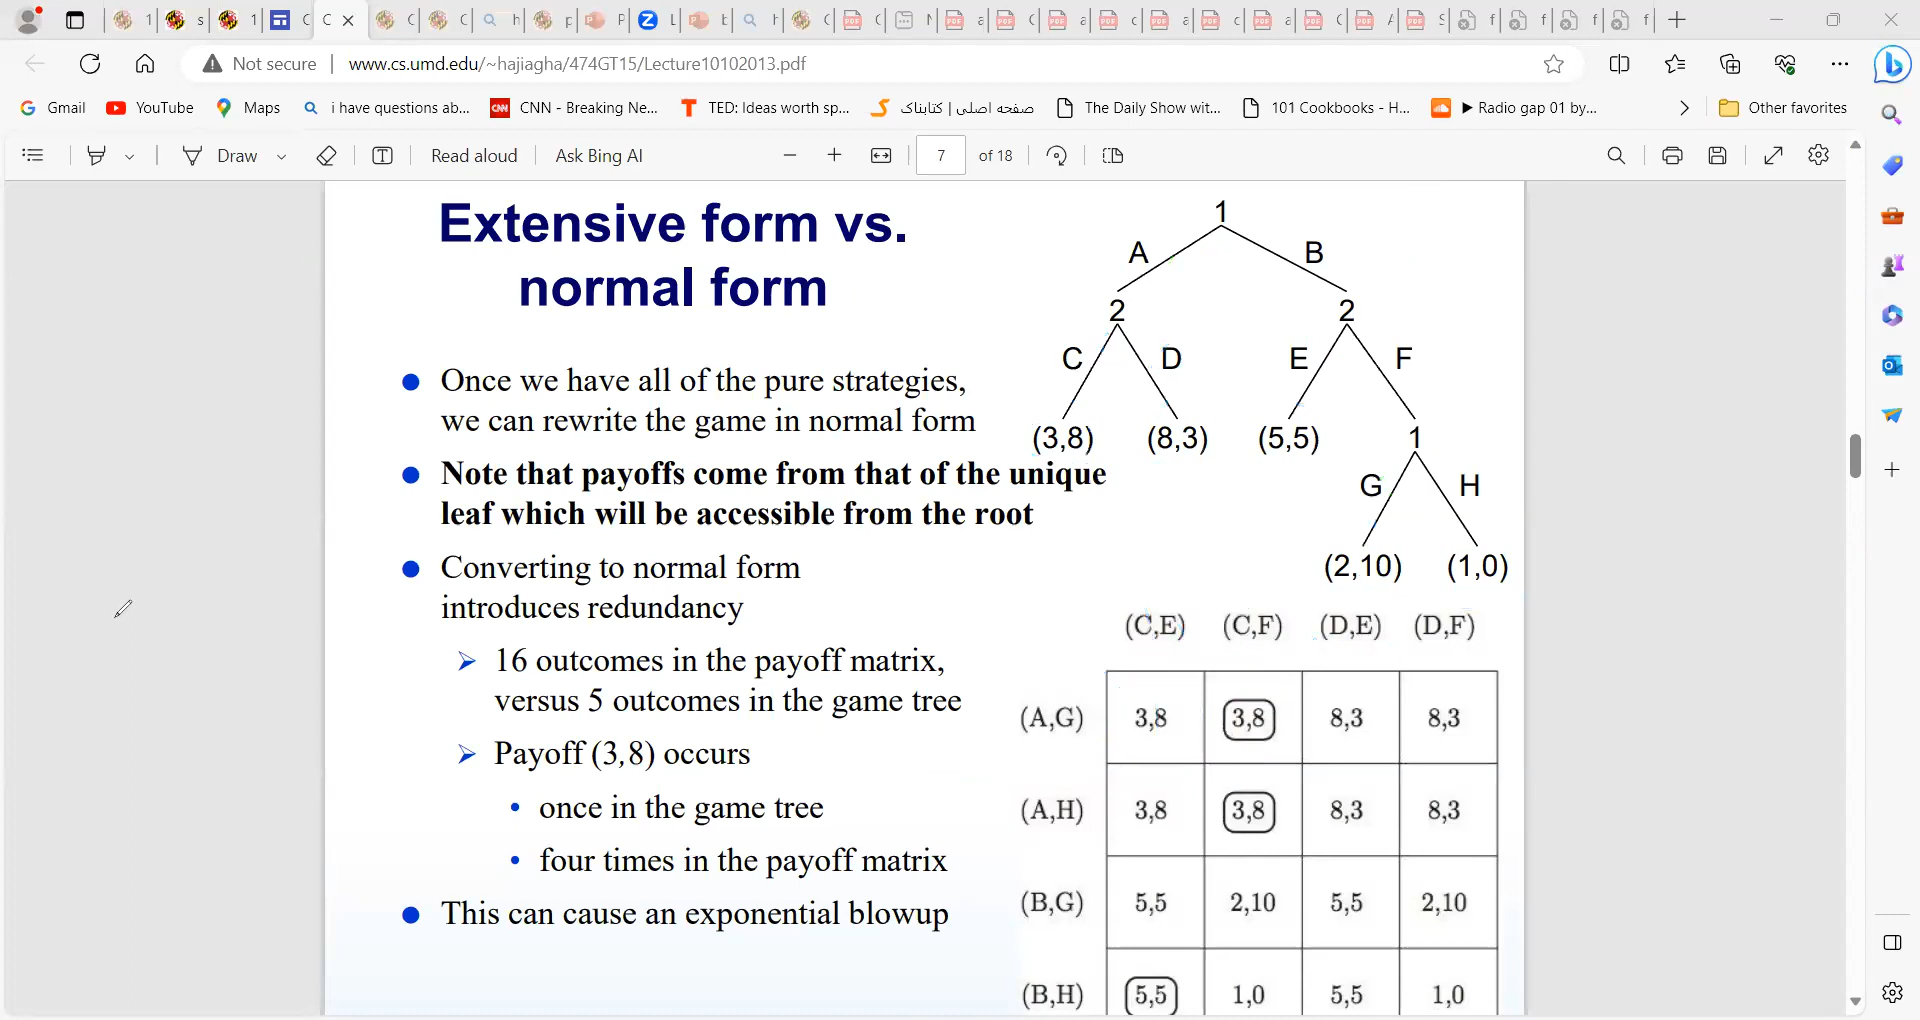 Not secure | www.cs.umd.edu/~hajiagha/474GT15/Lecture10102013.pdf
Gmail YouTube Maps i have questions ab... CNN - Breaking Ne... TED: Ideas worth sp... صفحه اصلی | کتابناک The Daily Show wit... 101 Cookbooks - H... ▶ Radio gap 01 by... Other favorites
Draw Read aloud Ask Bing AI 7 of 18
Extensive form vs.
normal form
Once we have all of the pure strategies,
we can rewrite the game in normal form
Note that payoffs come from that of the unique
leaf which will be accessible from the root
Converting to normal form
introduces redundancy
16 outcomes in the payoff matrix,
versus 5 outcomes in the game tree
Payoff (3,8) occurs
once in the game tree
four times in the payoff matrix
This can cause an exponential blowup
1
A B
2 2
C D E F
(3,8) (8,3) (5,5) 1
G H
(2,10) (1,0)
(C,E) (C,F) (D,E) (D,F)
(A,G) 3,8 3,8 8,3 8,3
(A,H) 3,8 3,8 8,3 8,3
(B,G) 5,5 2,10 5,5 2,10
(B,H) 5,5 1,0 5,5 1,0